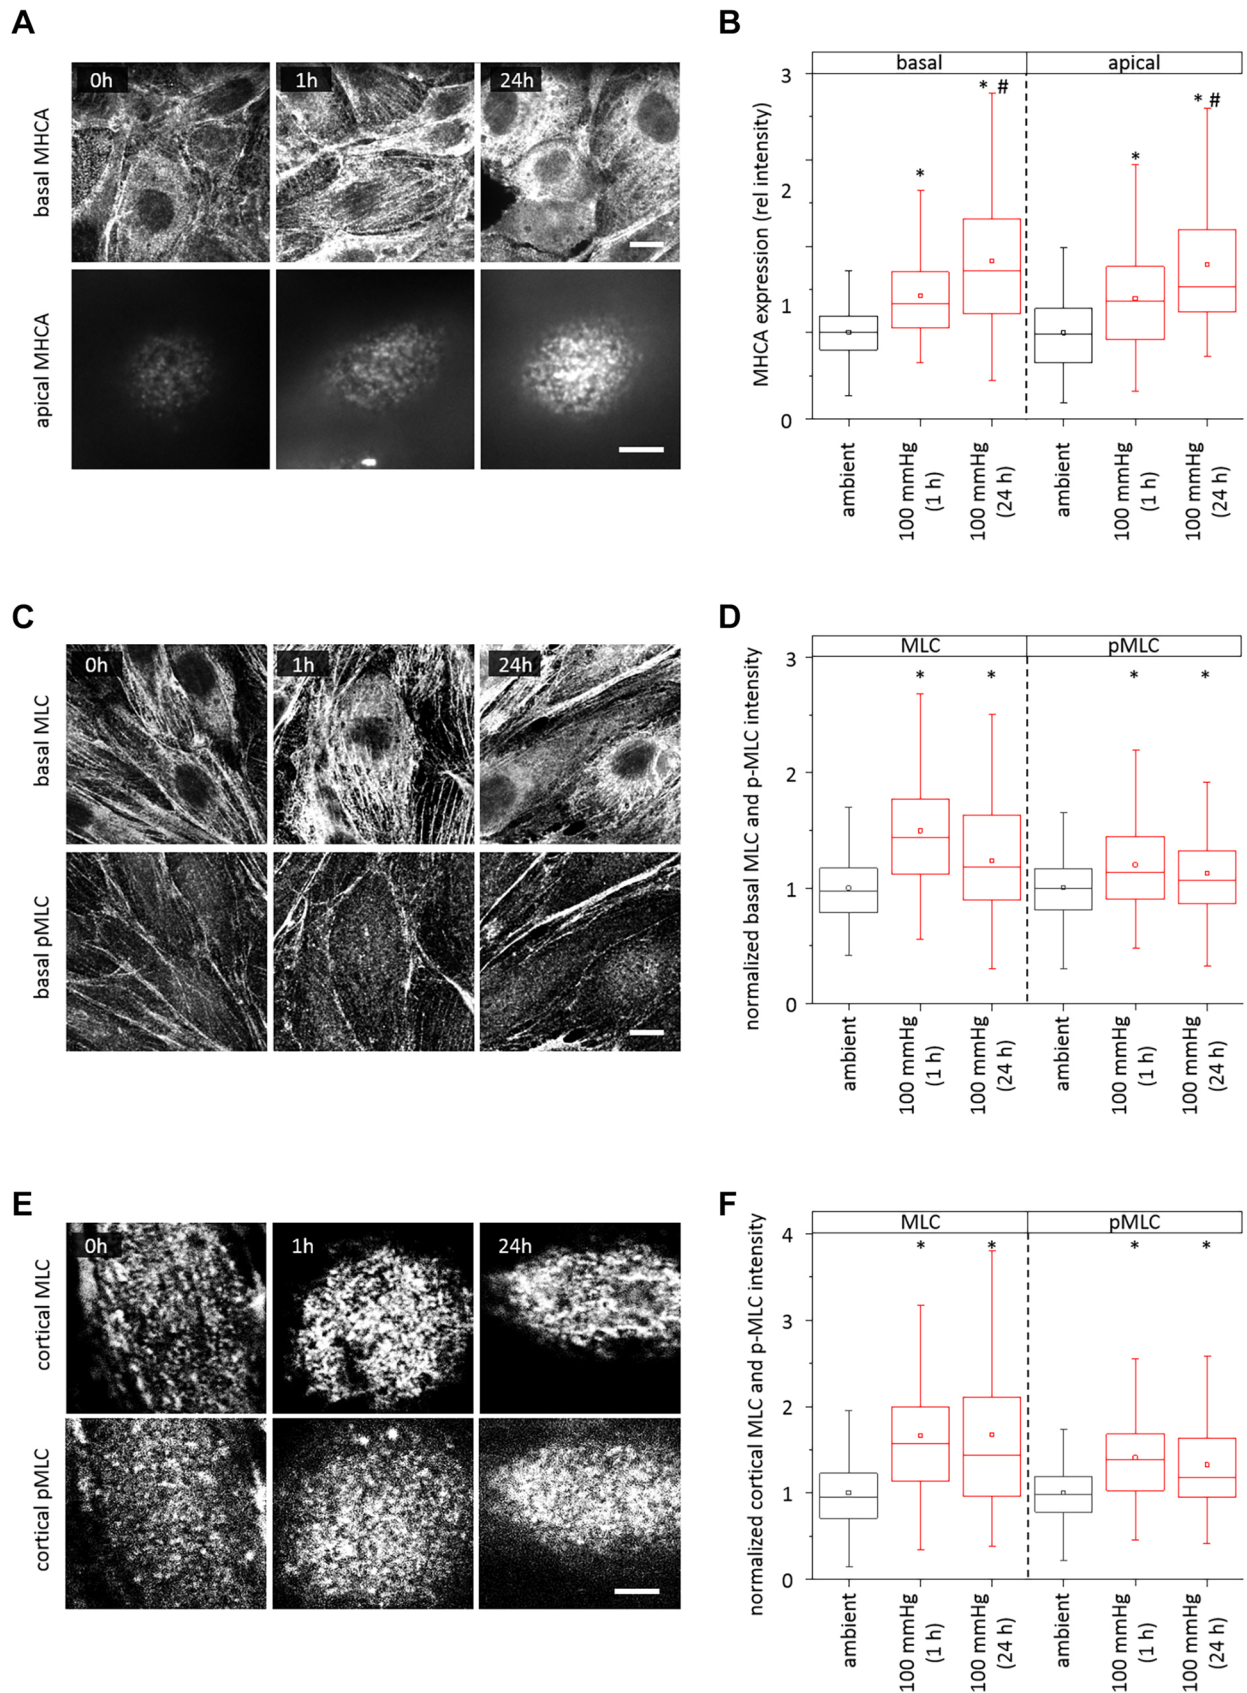 A
0h
1h
24h
basal MHCA
apical MHCA
B
basal
apical
MHCA expression (rel intensity)
3
2
1
0
*
* #
*
* #
ambient
100 mmHg
(1 h)
100 mmHg
(24 h)
ambient
100 mmHg
(1 h)
100 mmHg
(24 h)
C
0h
1h
24h
basal MLC
basal pMLC
D
MLC
pMLC
normalized basal MLC and p-MLC intensity
3
2
1
0
*
*
*
*
ambient
100 mmHg
(1 h)
100 mmHg
(24 h)
ambient
100 mmHg
(1 h)
100 mmHg
(24 h)
E
0h
1h
24h
cortical MLC
cortical pMLC
F
MLC
pMLC
normalized cortical MLC and p-MLC intensity
4
3
2
1
0
*
*
*
*
ambient
100 mmHg
(1 h)
100 mmHg
(24 h)
ambient
100 mmHg
(1 h)
100 mmHg
(24 h)